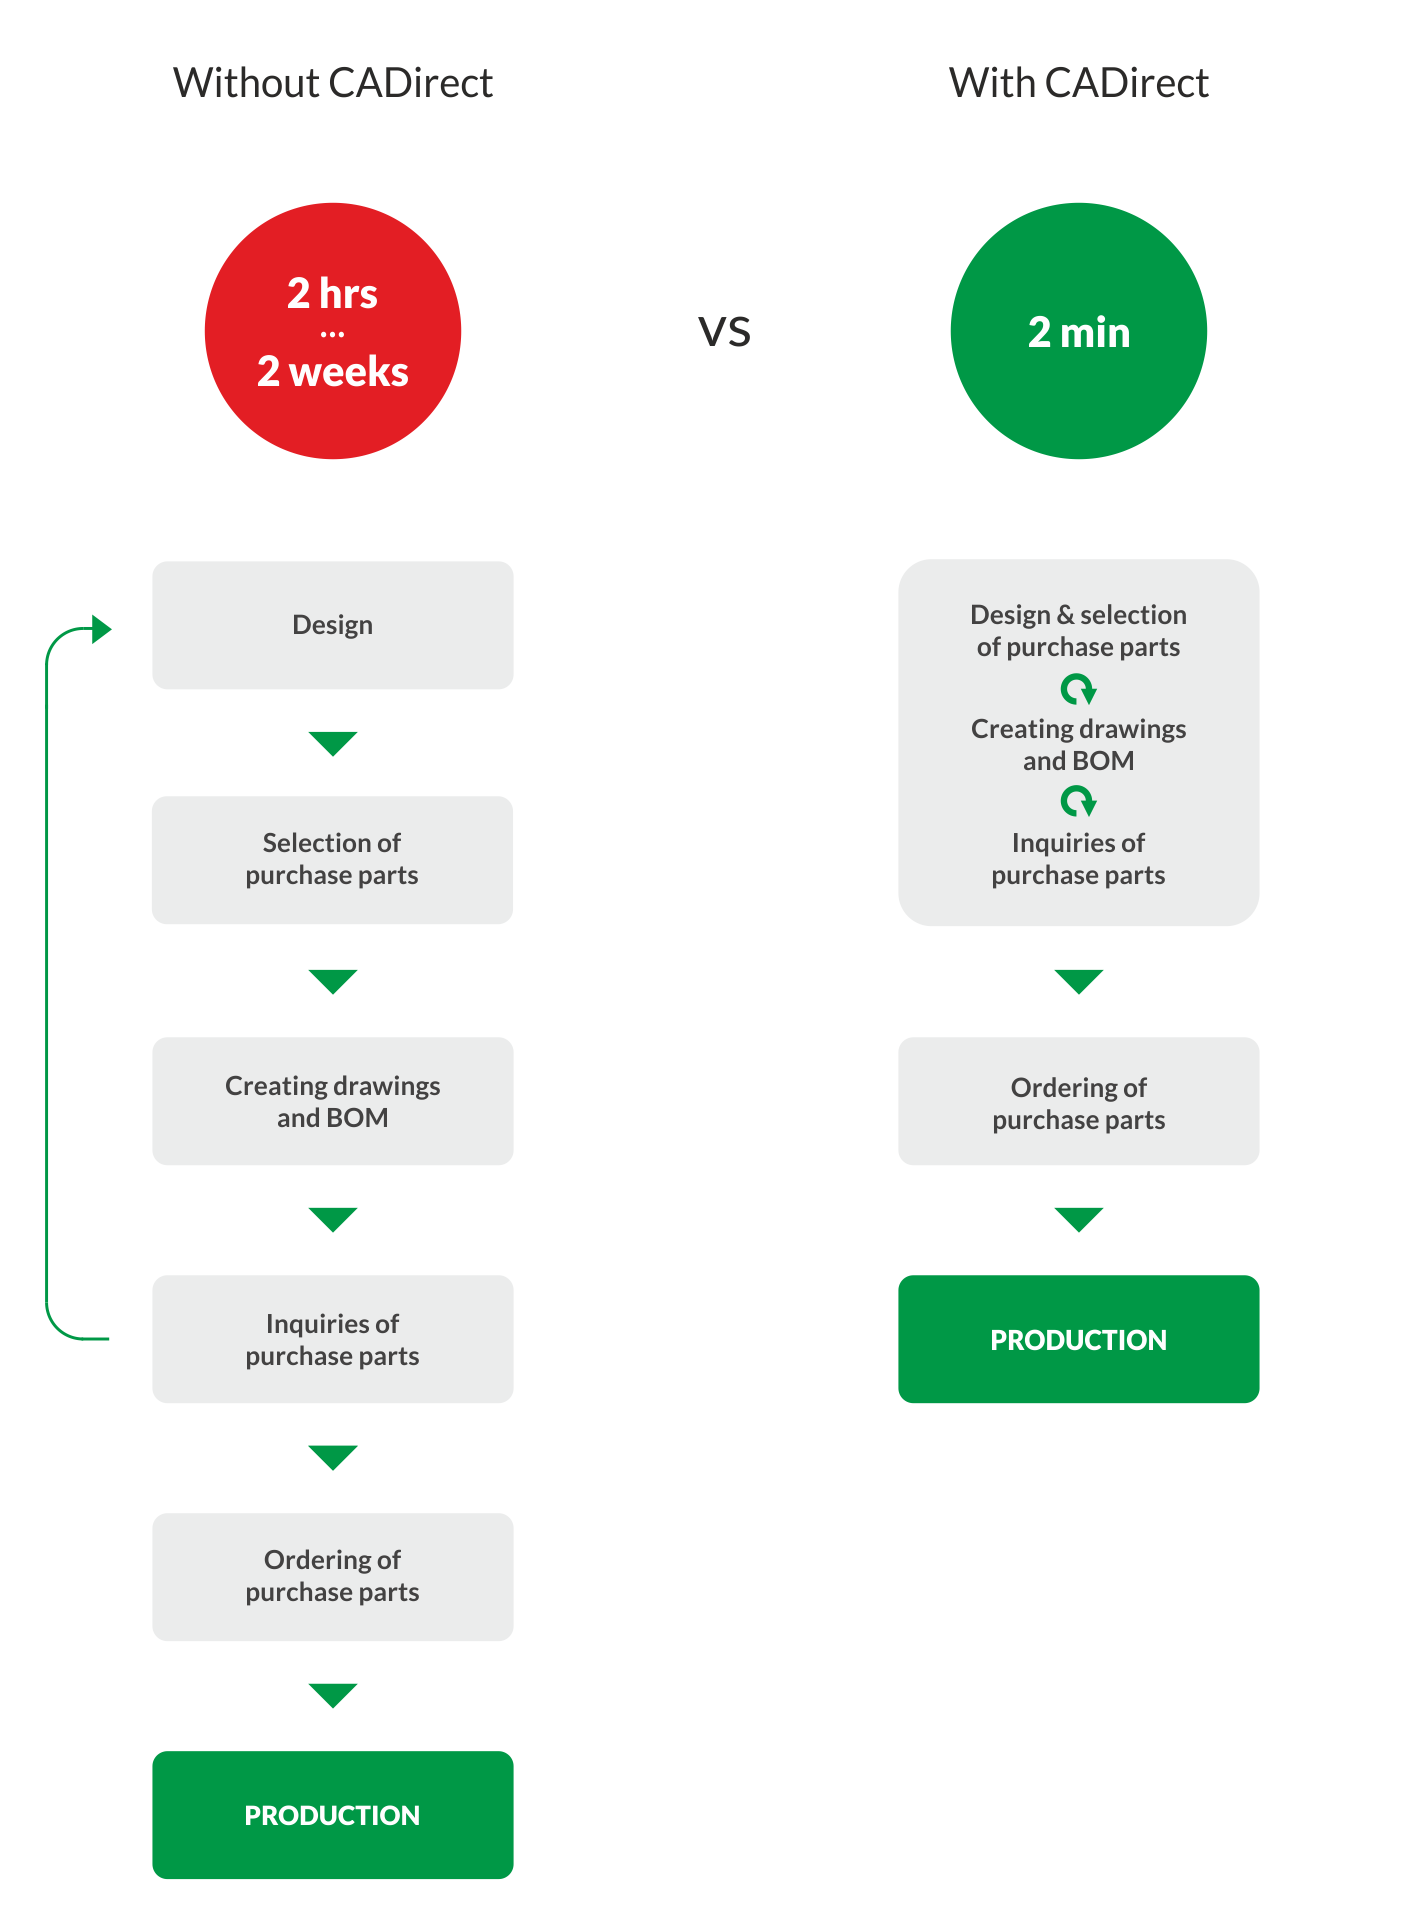 Without CADirect
2 hrs
...
2 weeks
Design
Selection of
purchase parts
Creating drawings
and BOM
Inquiries of
purchase parts
Ordering of
purchase parts
PRODUCTION
vs
With CADirect
2 min
Design & selection
of purchase parts
Creating drawings
and BOM
Inquiries of
purchase parts
Ordering of
purchase parts
PRODUCTION